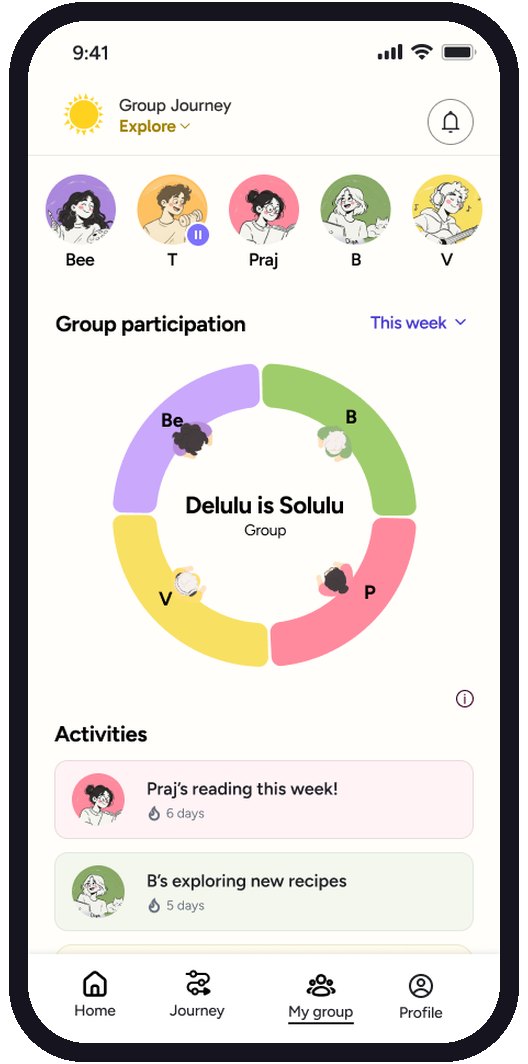 9:41
Group Journey
Explore
Bee
T
Praj
B
V
Group participation
This week
Be
B
Delulu is Solulu
Group
V
P
Activities
Praj's reading this week!
6 days
B's exploring new recipes
5 days
Home
Journey
My group
Profile